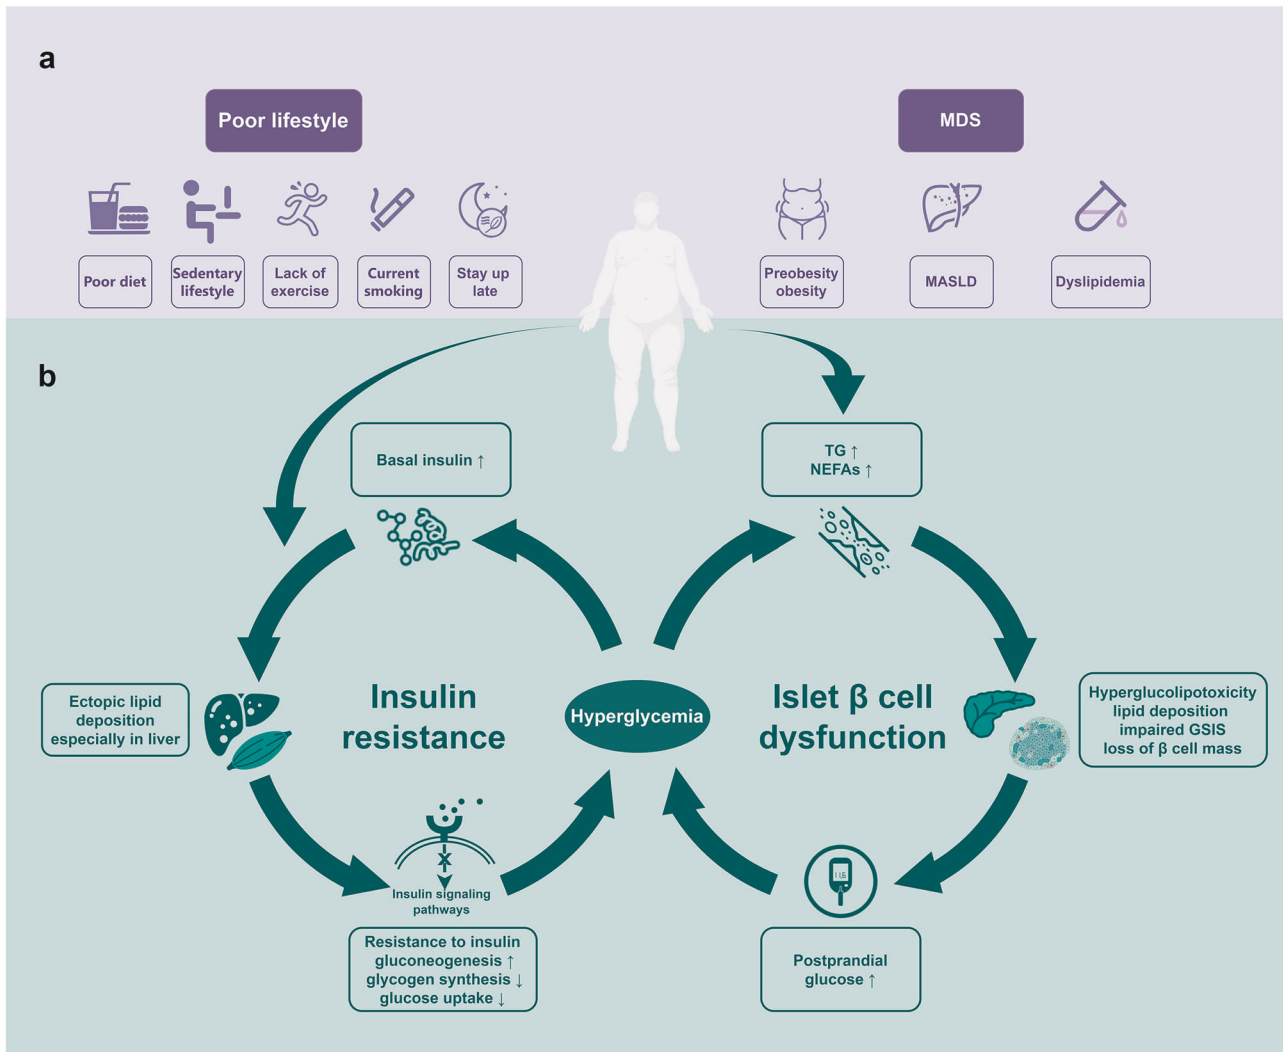 a
Poor lifestyle
MDS
Poor diet
Sedentary
lifestyle
Lack of
exercise
Current
smoking
Stay up
late
Preobesity
obesity
MASLD
Dyslipidemia
b
Basal insulin ↑
TG ↑
NEFAs ↑
Ectopic lipid
deposition
especially in liver
Insulin
resistance
Hyperglycemia
Islet β cell
dysfunction
Hyperglucolipotoxicity
lipid deposition
impaired GSIS
loss of β cell mass
Insulin signaling
pathways
Resistance to insulin
gluconeogenesis ↑
glycogen synthesis ↓
glucose uptake ↓
11.6
Postprandial
glucose ↑